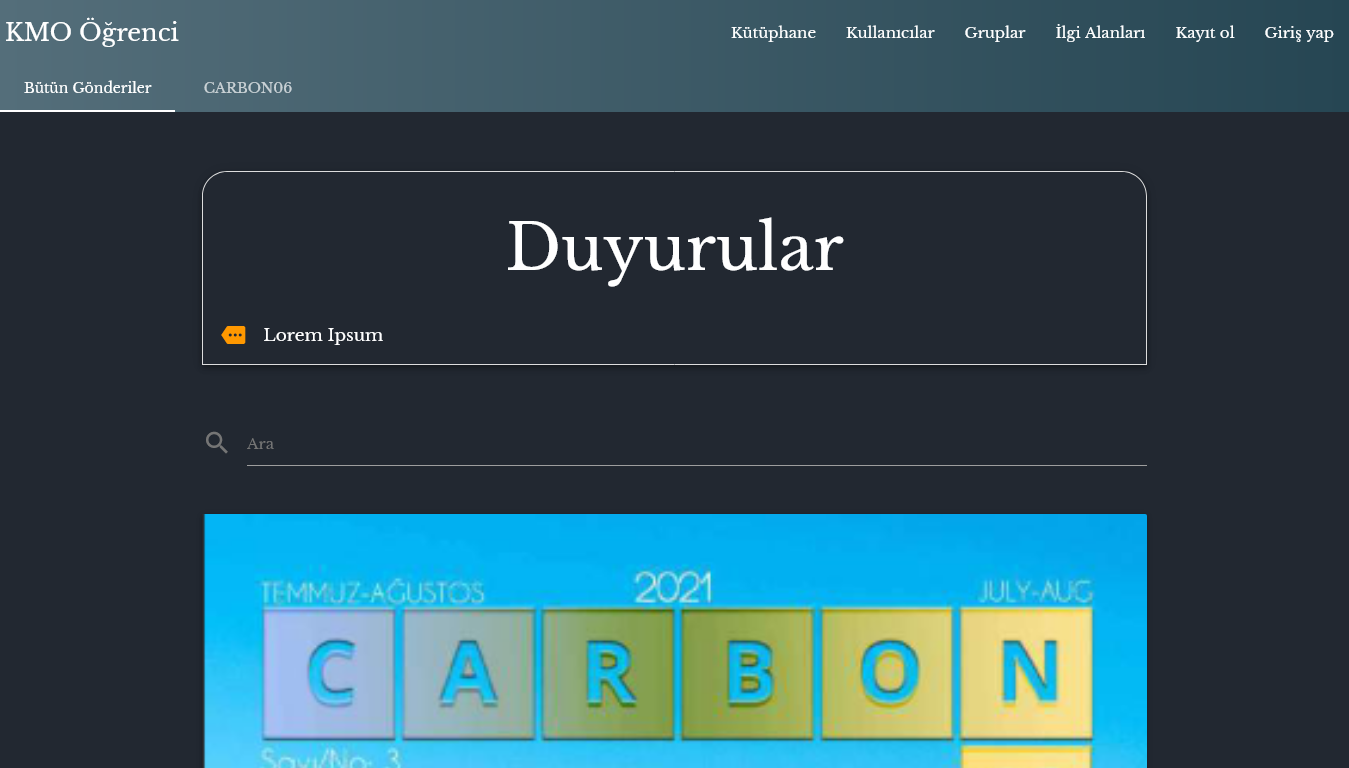 KMO Öğrenci
Kütüphane Kullanıcılar Gruplar İlgi Alanları Kayıt ol Giriş yap
Bütün Gönderiler CARBON06
Duyurular
Lorem Ipsum
Ara
TEMMUZ-AĞUSTOS 2021 JULY-AUG
CARBON
Sayı/No: 3